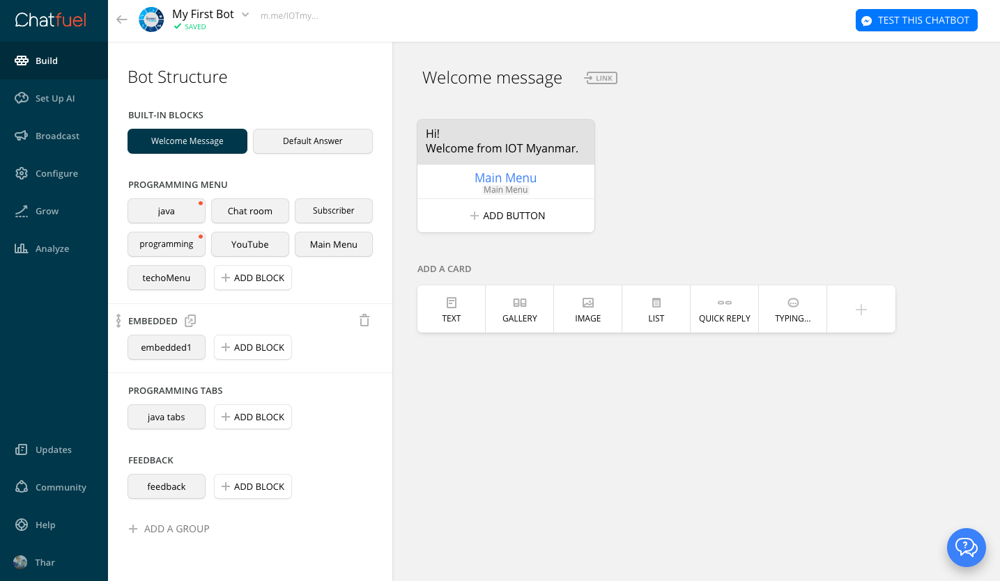 Chatfuel
My First Bot
m.me/IOTmy...
SAVED
TEST THIS CHATBOT
Build
Set Up AI
Broadcast
Configure
Grow
Analyze
Updates
Community
Help
Thar
Bot Structure
BUILT-IN BLOCKS
Welcome Message
Default Answer
PROGRAMMING MENU
java
Chat room
Subscriber
programming
YouTube
Main Menu
techoMenu
ADD BLOCK
EMBEDDED
embedded1
ADD BLOCK
PROGRAMMING TABS
java tabs
ADD BLOCK
FEEDBACK
feedback
ADD BLOCK
ADD A GROUP
Welcome message
LINK
Hi!
Welcome from IOT Myanmar.
Main Menu
Main Menu
ADD BUTTON
ADD A CARD
TEXT
GALLERY
IMAGE
LIST
QUICK REPLY
TYPING...